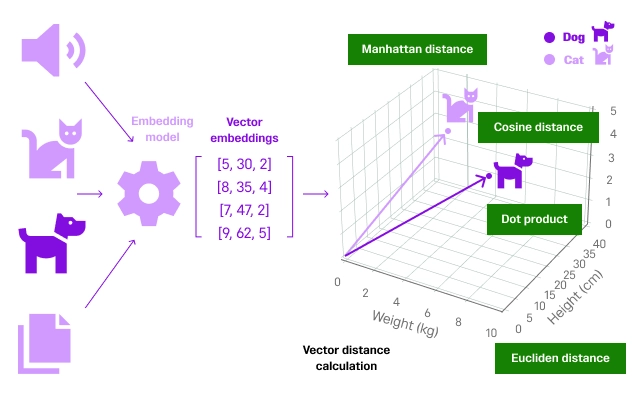 Manhattan distance
Dog
Cat
Embedding
model
Vector
embeddings
[5, 30, 2]
[8, 35, 4]
[7, 47, 2]
[9, 62, 5]
Cosine distance
Dot product
5
4
3
2
1
0
40
35
30
25
20
15
10
5
0
Height (cm)
0
2
4
6
8
10
Weight (kg)
Vector distance
calculation
Eucliden distance